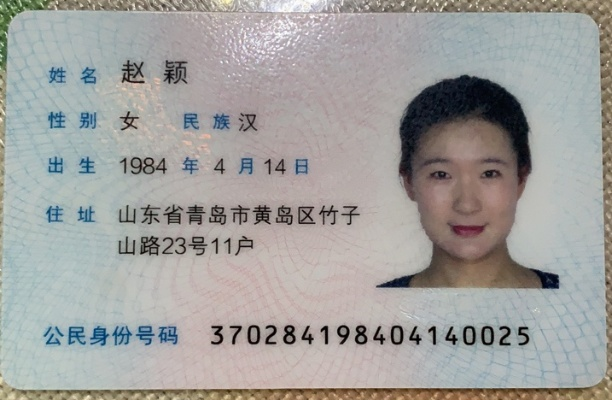 姓名 赵颖
性别 女 民族 汉
出生 1984 年 4 月 14 日
住址 山东省青岛市黄岛区竹子
山路23号11户
公民身份号码 370284198404140025